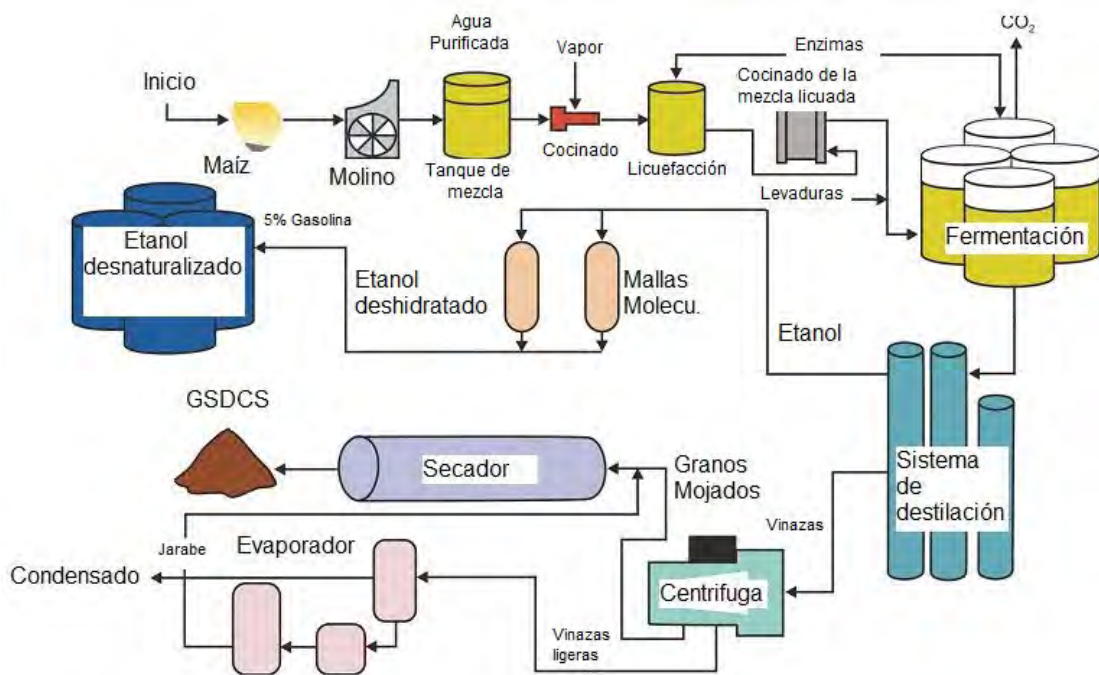 Agua
Purificada
Vapor
Enzimas
CO2
Inicio
Cocinado de la
mezcla licuada
Maíz
Molino
Tanque de
mezcla
Cocinado
Licuefacción
Levaduras
Fermentación
5% Gasolina
Etanol
desnaturalizado
Etanol
deshidratado
Mallas
Molecu.
Etanol
GSDCS
Secador
Granos
Mojados
Sistema
de
destilación
Vinazas
Jarabe
Evaporador
Condensado
Centrifuga
Vinazas
ligeras